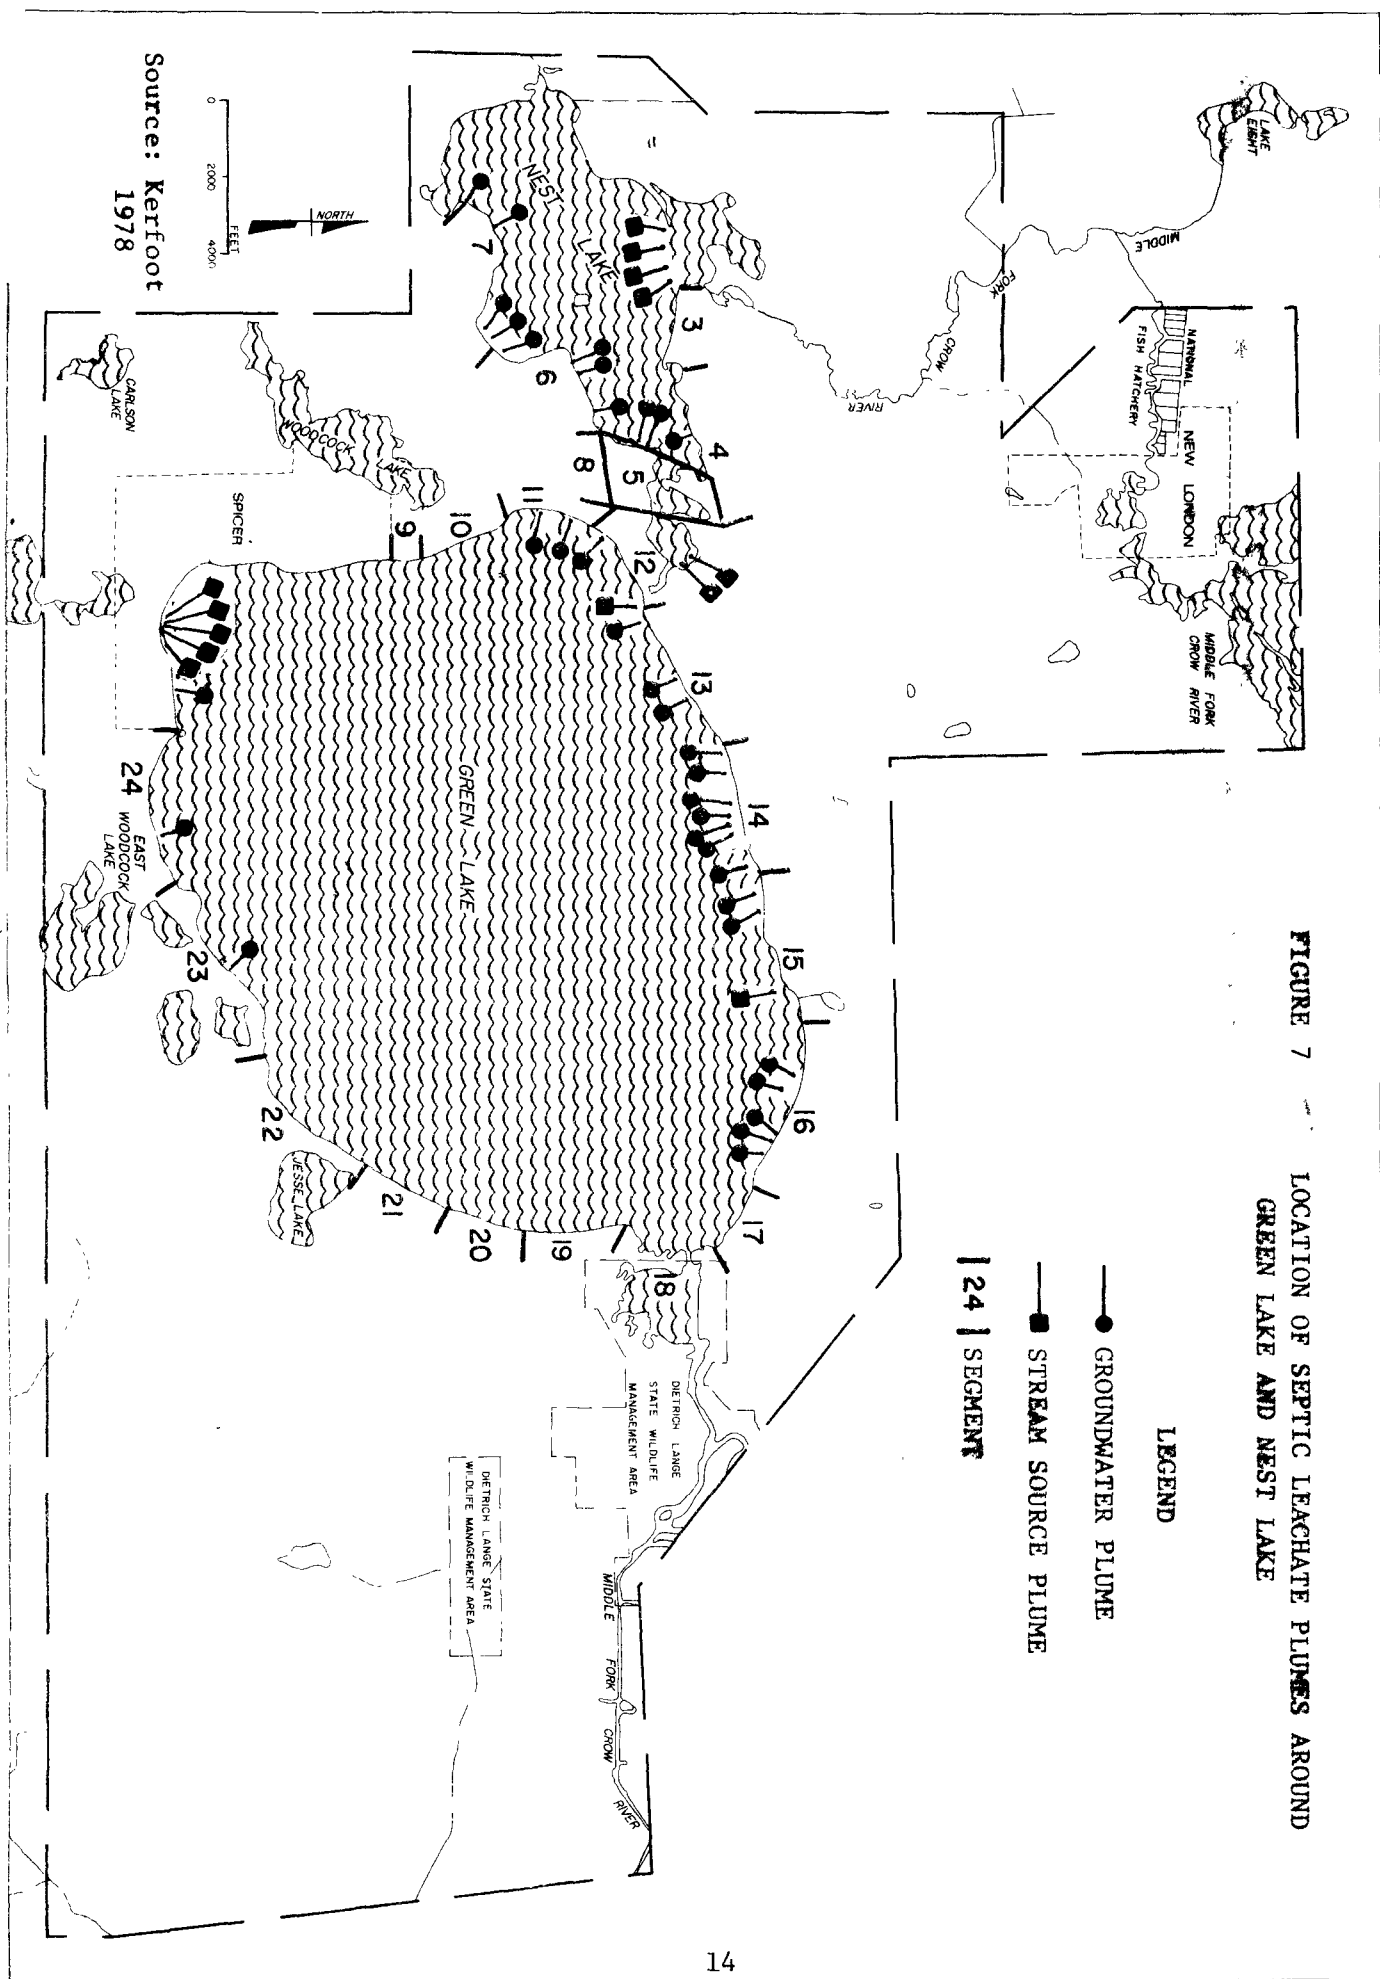 FIGURE 7 LOCATION OF SEPTIC LEACHATE PLUMES AROUND
GREEN LAKE AND NEST LAKE
LEGEND
GROUNDWATER PLUME
STREAM SOURCE PLUME
| 24 | SEGMENT
LAKE
EIGHT
MIDDLE
FORK
CROW
RIVER
NATIONAL
FISH HATCHERY
NEW LONDON
MIDDLE FORK
CROW RIVER
NEST
LAKE
3
4
5
6
7
8
9
10
11
12
13
14
15
16
17
18
19
20
21
22
23
24
GREEN LAKE
WOODCOCK
LAKE
CARLSON
LAKE
SPICER
EAST
WOODCOCK
LAKE
JESSE LAKE
DIETRICH LANGE
STATE WILDLIFE
MANAGEMENT AREA
DIETRICH LANGE STATE
WILDLIFE MANAGEMENT AREA
MIDDLE FORK CROW RIVER
NORTH
0 2000 4000
FEET
Source: Kerfoot
1978
14